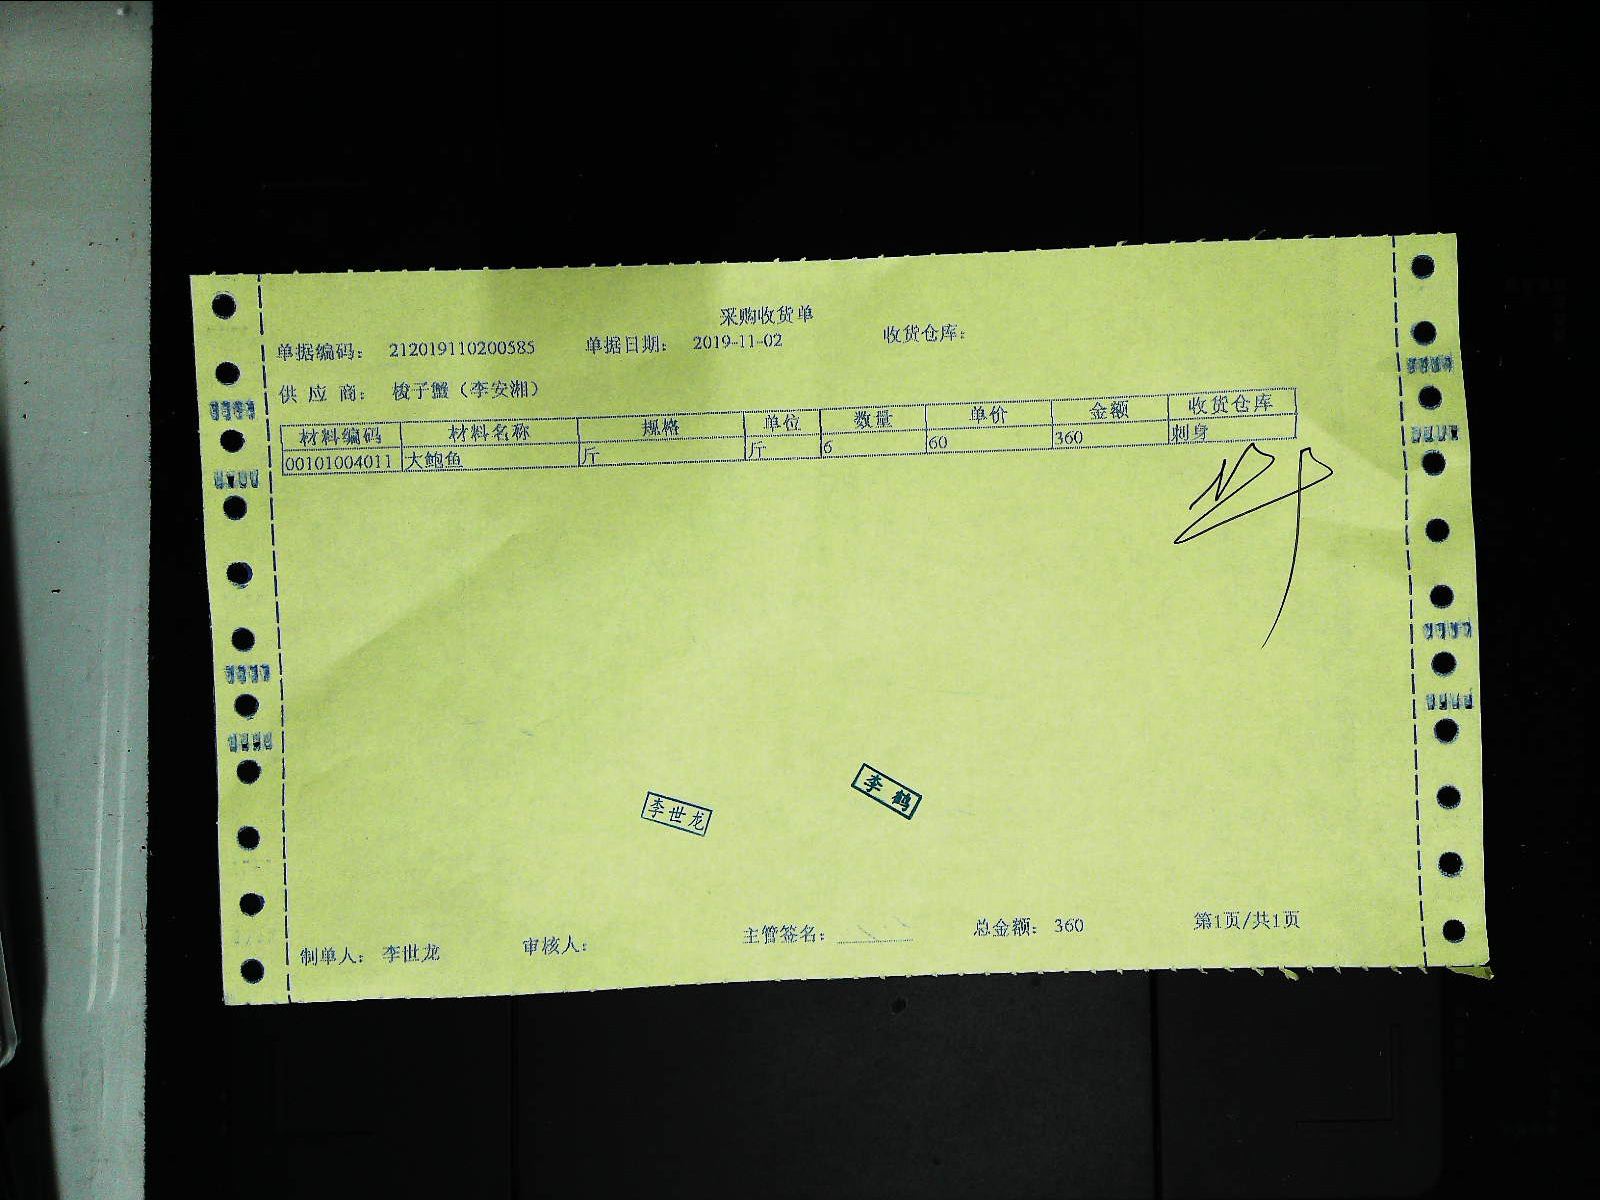 采购收货单
单据编码： 212019110200585 单据日期： 2019-11-02 收货仓库：
供 应 商： 梭子蟹（李安湘）
材料编码 材料名称 规格 单位 数量 单价 金额 收货仓库
00101004011 大鲍鱼 斤 斤 6 60 360 刺身
李世龙 李鹤
制单人： 李世龙 审核人： 主管签名： 总金额： 360 第1页/共1页